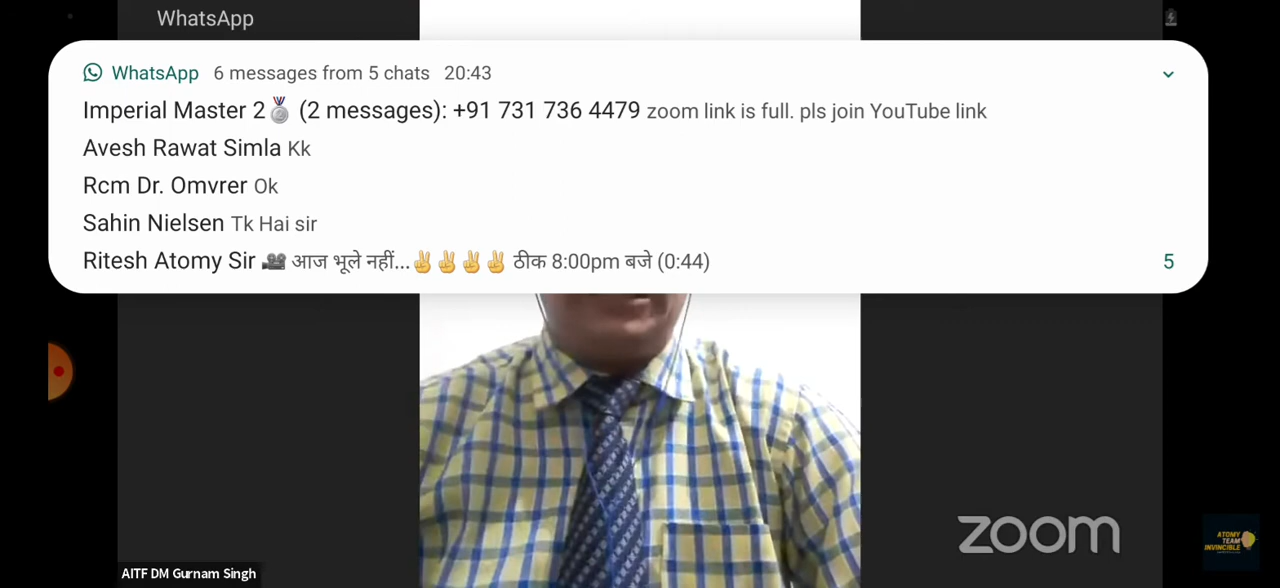 WhatsApp
WhatsApp 6 messages from 5 chats 20:43
Imperial Master 2🥈 (2 messages): +91 731 736 4479 zoom link is full. pls join YouTube link
Avesh Rawat Simla Kk
Rcm Dr. Omvrer Ok
Sahin Nielsen Tk Hai sir
Ritesh Atomy Sir 🎥 आज भूले नहीं...✌✌✌✌ ठीक 8:00pm बजे (0:44) 5
zoom
ATOMY
TEAM
INVINCIBLE
AITF DM Gurnam Singh